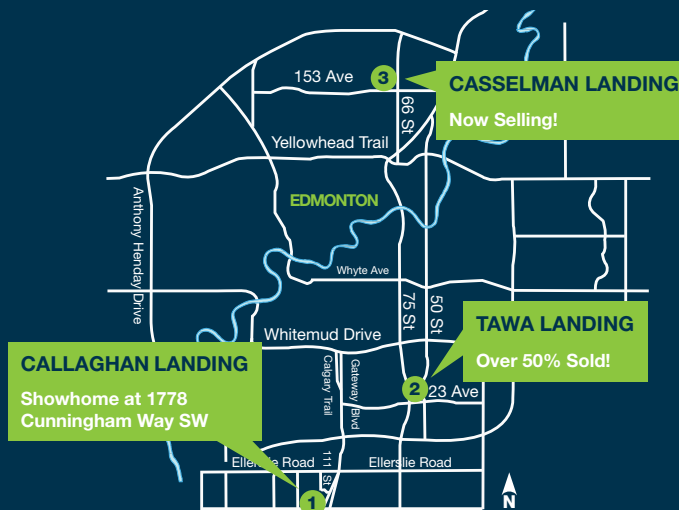 153 Ave
3
CASSELMAN LANDING
Now Selling!
66 St
Yellowhead Trail
EDMONTON
Anthony Henday Drive
Whyte Ave
75 St
50 St
Whitemud Drive
TAWA LANDING
Over 50% Sold!
CALLAGHAN LANDING
Showhome at 1778
Cunningham Way SW
Calgary Trail
Gateway Blvd
2
23 Ave
Ellerslie Road
111 St
Ellerslie Road
1
N